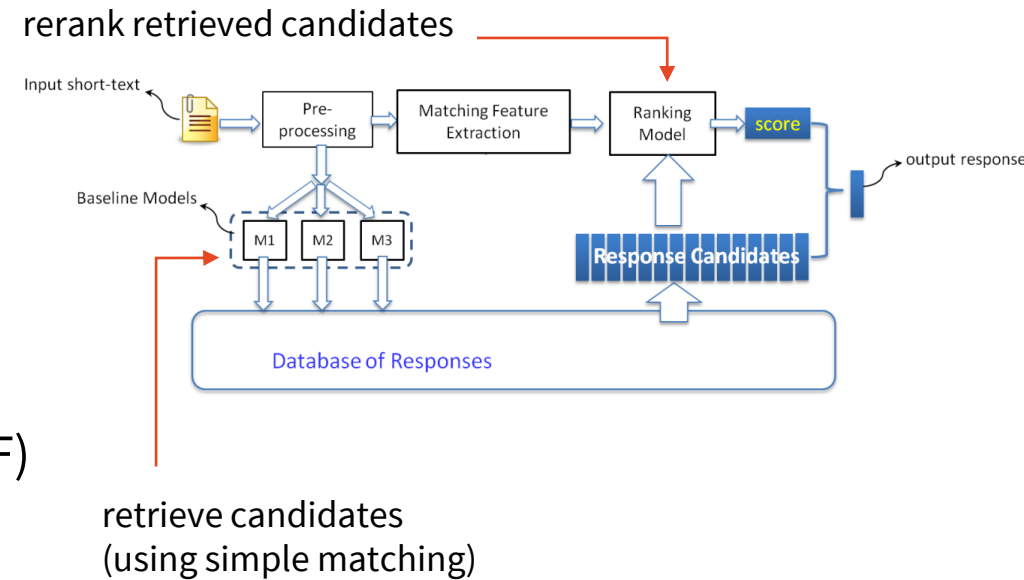 rerank retrieved candidates
Input short-text
Pre-
processing
Matching Feature
Extraction
Ranking
Model
score
output response
Baseline Models
M1
M2
M3
Response Candidates
Database of Responses
F)
retrieve candidates
(using simple matching)